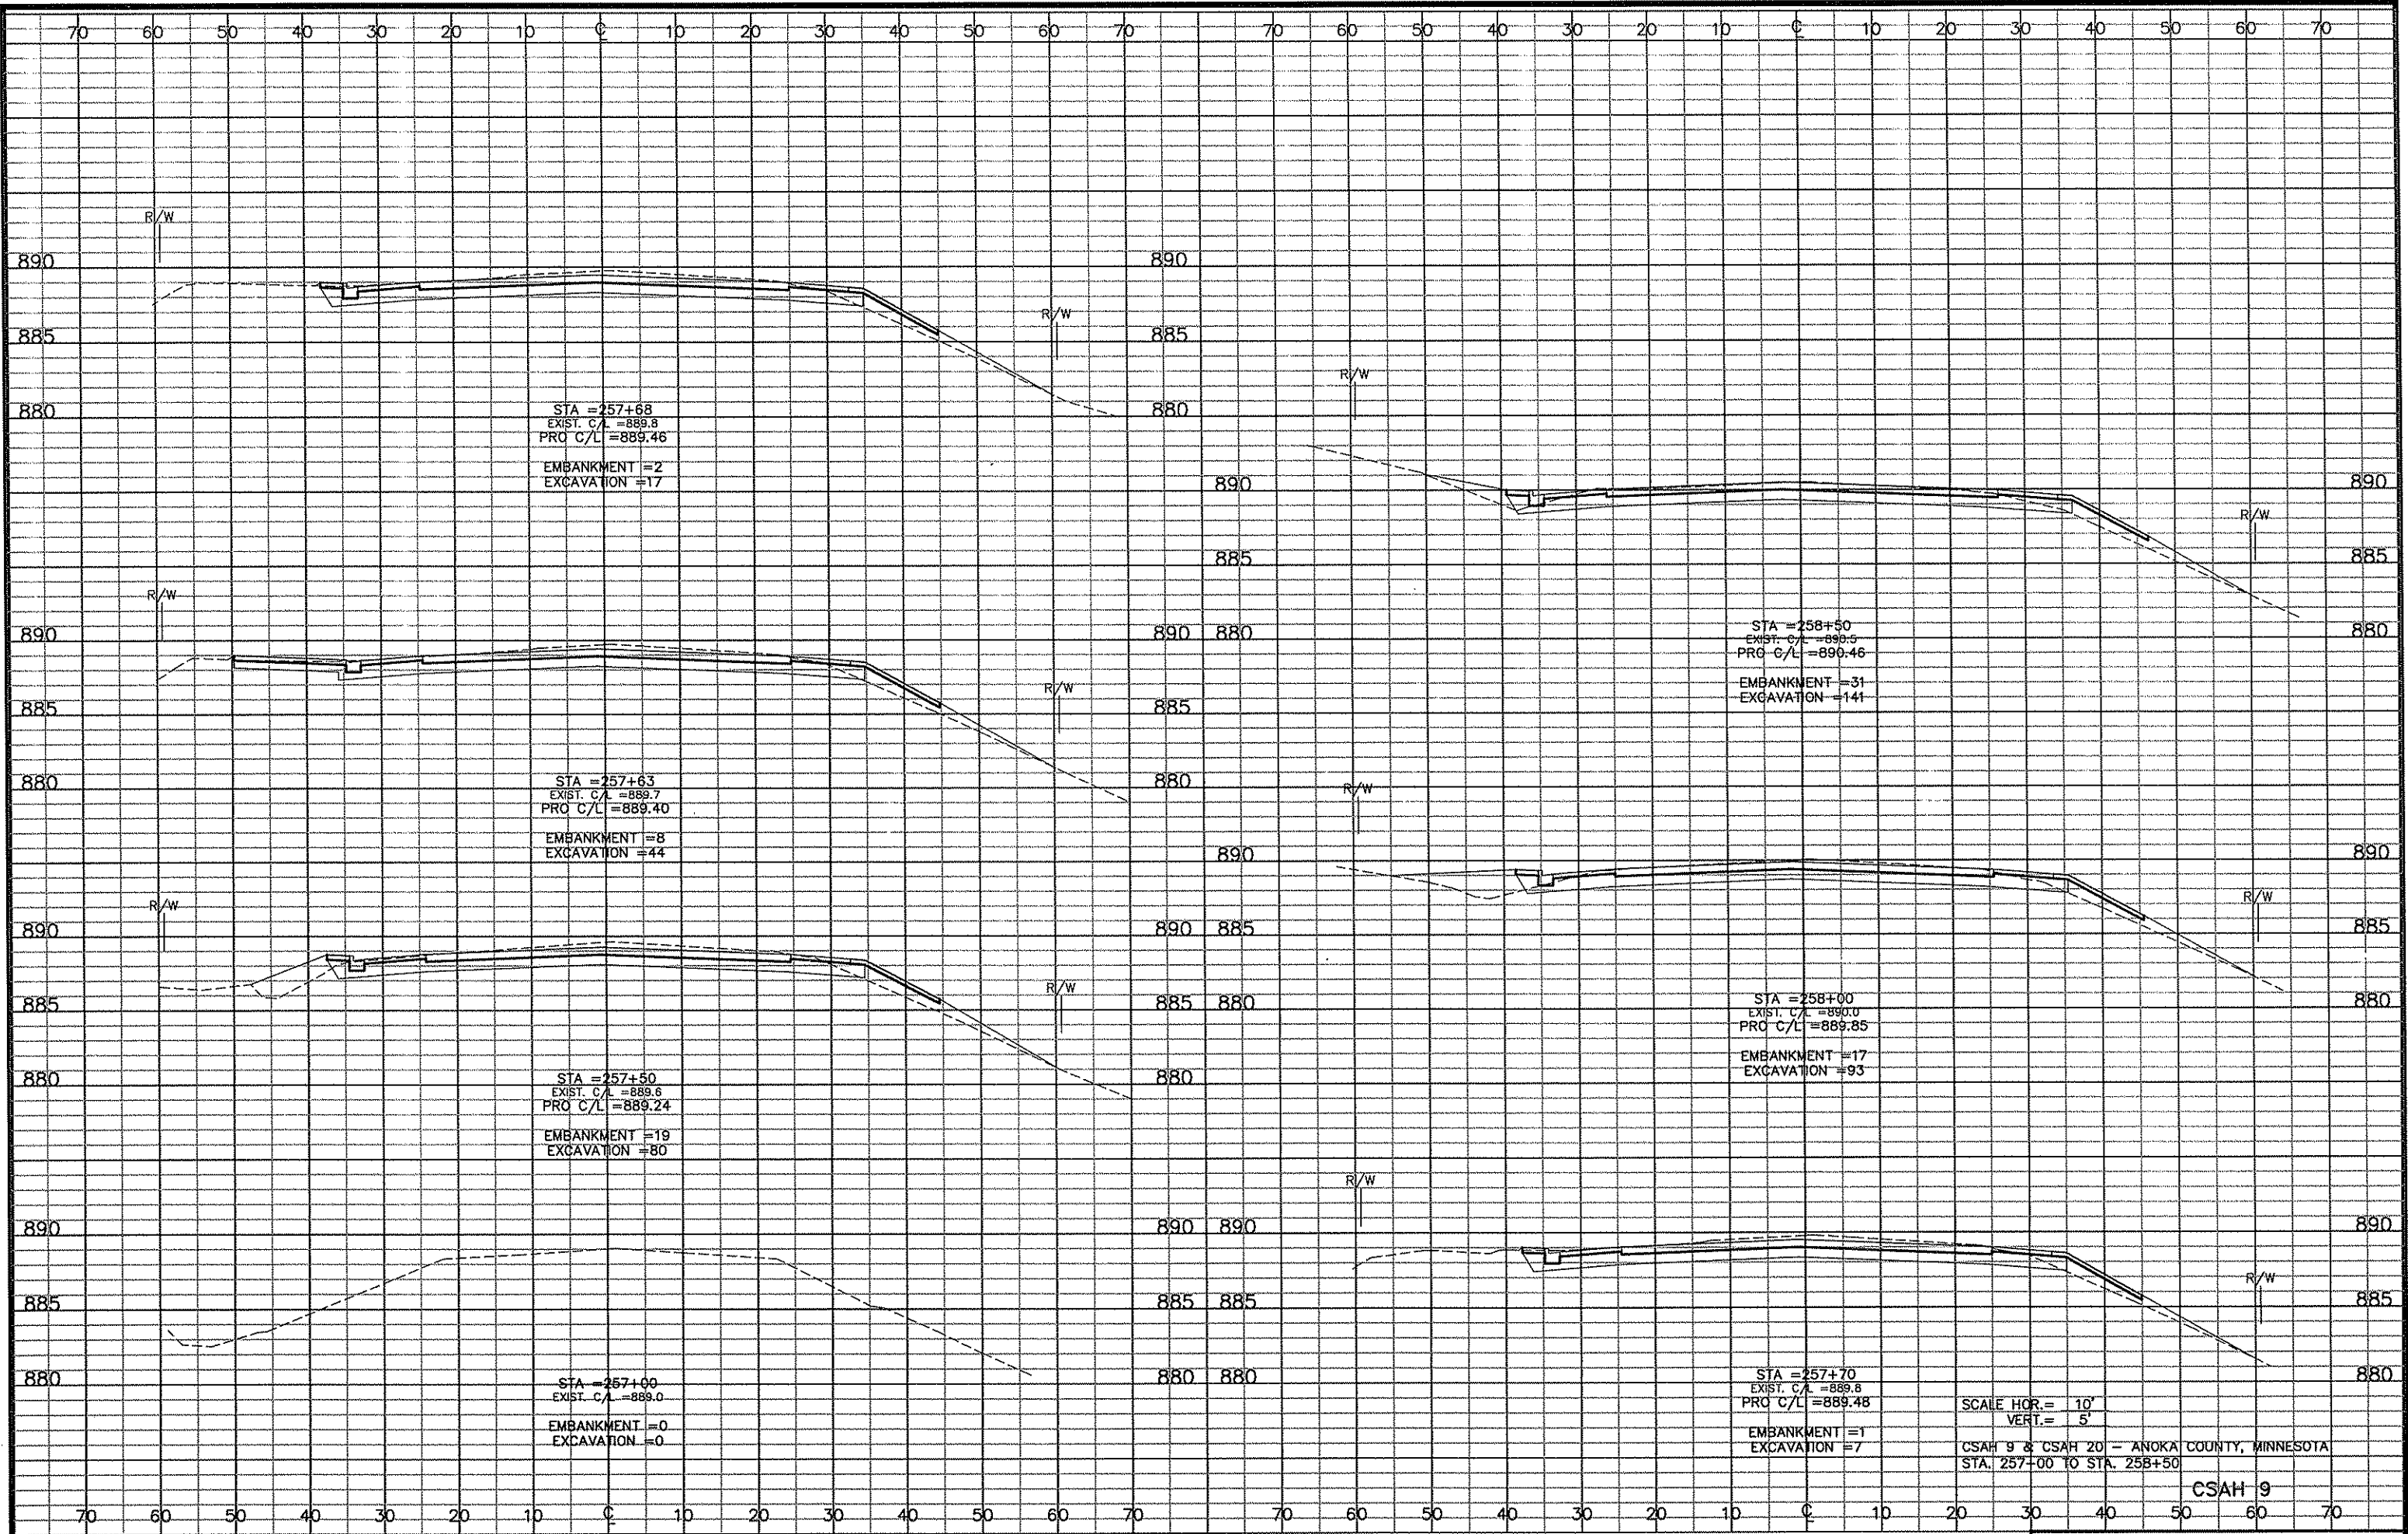 70 60 50 40 30 20 10 ℄ 10 20 30 40 50 60 70 70 60 50 40 30 20 10 ℄ 10 20 30 40 50 60 70
R/W
890 890
R/W
885 885
R/W
880 880
STA =257+68
EXIST. C/L =889.8
PRO C/L =889.46
EMBANKMENT =2
EXCAVATION =17
890 890
R/W
885 885
R/W
890 890 880 880
STA =258+50
EXIST. C/L =890.5
PRO C/L =890.46
EMBANKMENT =31
EXCAVATION =141
R/W
885 885
880 880
R/W
STA =257+63
EXIST. C/L =889.7
PRO C/L =889.40
EMBANKMENT =8
EXCAVATION =44
890 890
R/W
R/W
890 890 885 885
R/W
885 885 880 880
STA =258+00
EXIST. C/L =890.0
PRO C/L =889.85
EMBANKMENT =17
EXCAVATION =93
880 880
STA =257+50
EXIST. C/L =889.6
PRO C/L =889.24
EMBANKMENT =19
EXCAVATION =80
R/W
890 890 890 890
R/W
885 885 885 885
880 880 880 880
STA =257+00
EXIST. C/L =889.0
EMBANKMENT =0
EXCAVATION =0
STA =257+70
EXIST. C/L =889.8
PRO C/L =889.48
EMBANKMENT =1
EXCAVATION =7
SCALE HOR.= 10'
VERT.= 5'
CSAH 9 & CSAH 20 - ANOKA COUNTY, MINNESOTA
STA. 257+00 TO STA. 258+50
CSAH 9
70 60 50 40 30 20 10 ℄ 10 20 30 40 50 60 70 70 60 50 40 30 20 10 ℄ 10 20 30 40 50 60 70